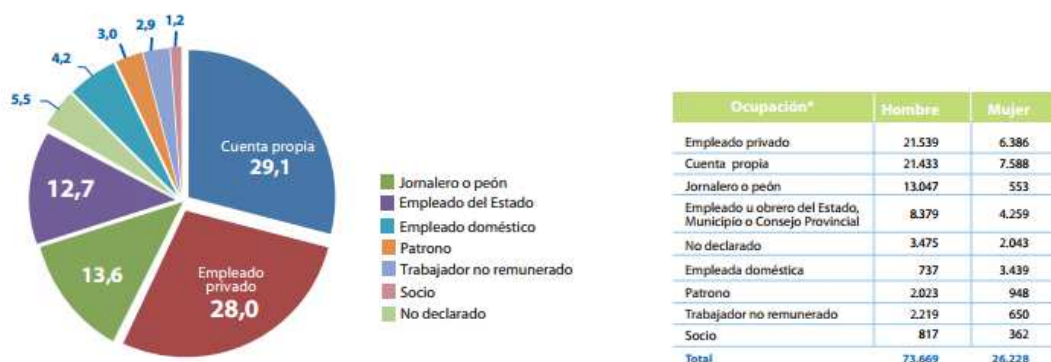 1,2
2,9
3,0
4,2
5,5
Cuenta propia
29,1
12,7
13,6
Empleado
privado
28,0
Jornalero o peón
Empleado del Estado
Empleado doméstico
Patrono
Trabajador no remunerado
Socio
No declarado
Ocupación* Hombre Mujer
Empleado privado 21.539 6.386
Cuenta propia 21.433 7.588
Jornalero o peón 13.047 553
Empleado u obrero del Estado,
Municipio o Consejo Provincial 8.379 4.259
No declarado 3.475 2.043
Empleada doméstica 737 3.439
Patrono 2.023 948
Trabajador no remunerado 2.219 650
Socio 817 362
Total 73.669 26.228